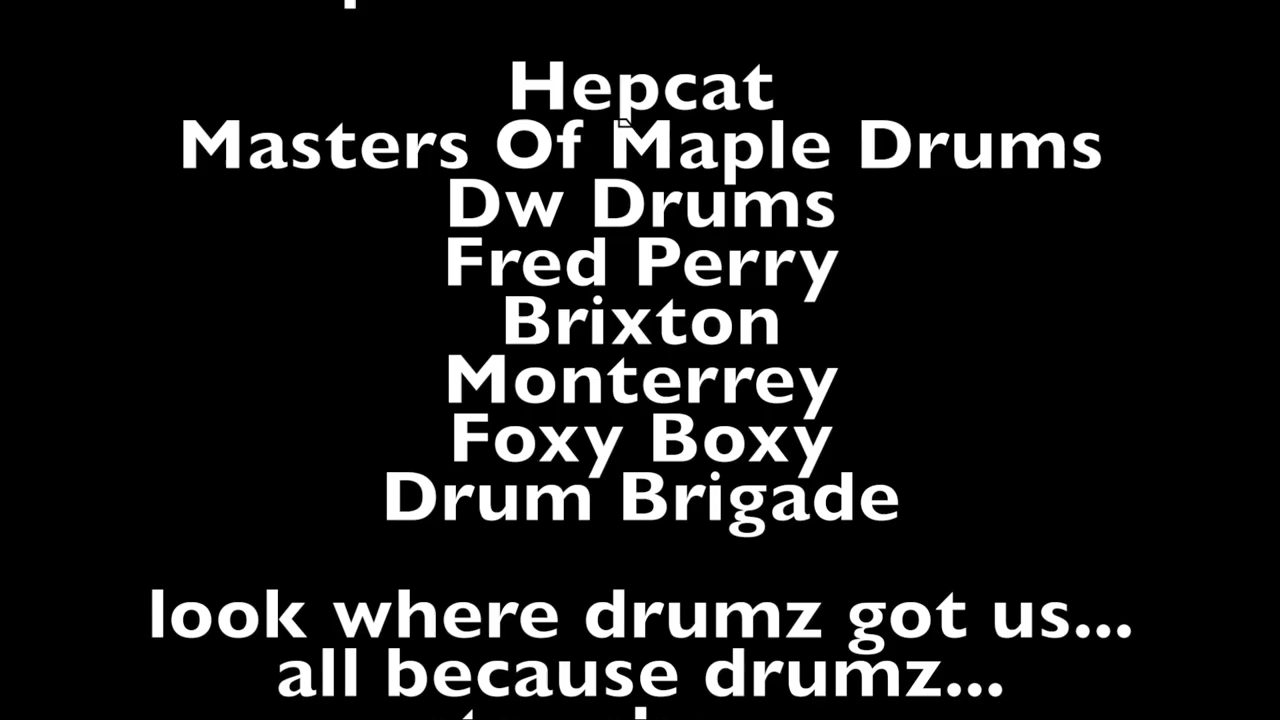 Hepcat
Masters Of Maple Drums
Dw Drums
Fred Perry
Brixton
Monterrey
Foxy Boxy
Drum Brigade
look where drumz got us...
all because drumz...